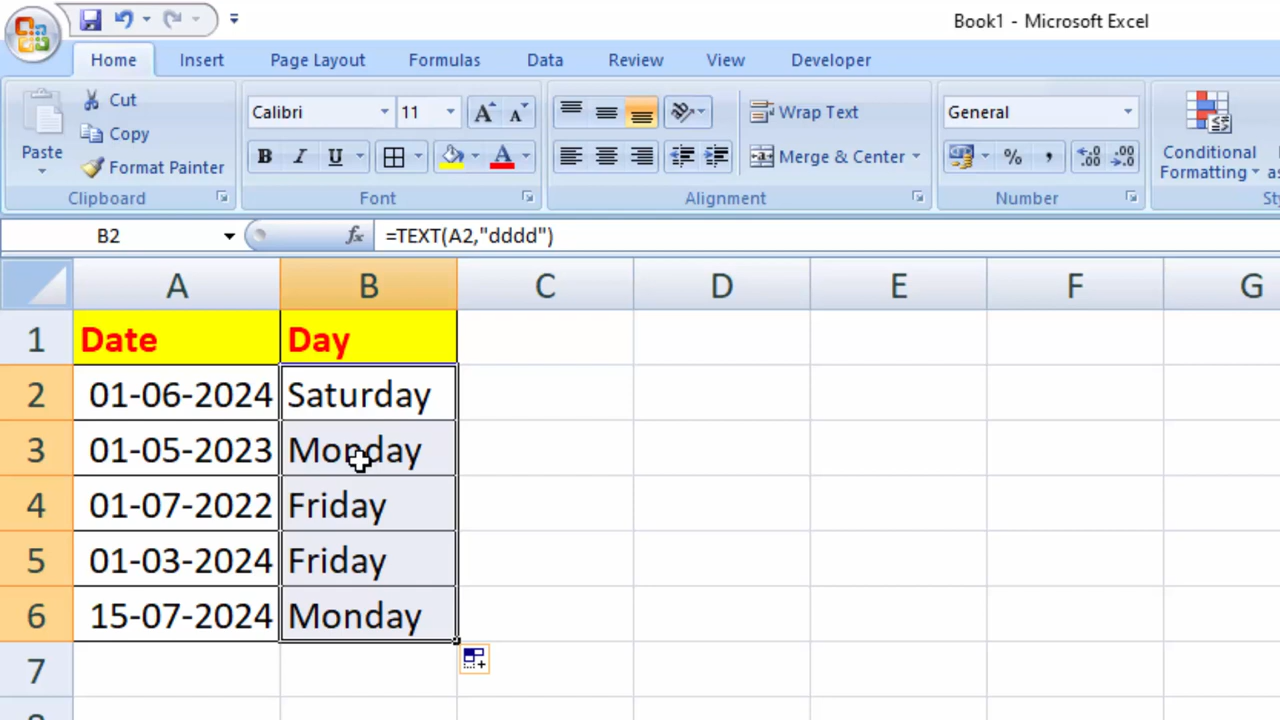 Book1 - Microsoft Excel
Home Insert Page Layout Formulas Data Review View Developer
Cut
Copy
Format Painter
Paste
Clipboard
Calibri 11
B I U A
Font
Wrap Text
Merge & Center
Alignment
General
% , .00 .0
Number
Conditional
Formatting
B2 fx =TEXT(A2,"dddd")
A B C D E F G
1 Date Day
2 01-06-2024 Saturday
3 01-05-2023 Monday
4 01-07-2022 Friday
5 01-03-2024 Friday
6 15-07-2024 Monday
7